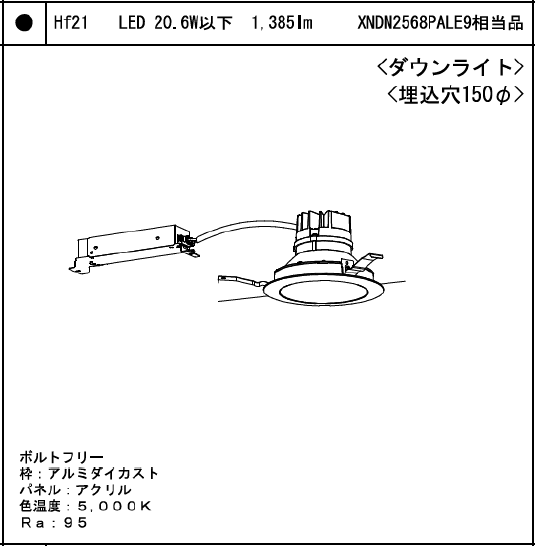 ● Hf21 LED 20.6W以下 1,385lm XNDN2568PALE9相当品
<ダウンライト>
<埋込穴150φ>
ボルトフリー
枠：アルミダイカスト
パネル：アクリル
色温度：５，０００Ｋ
Ｒａ：９５